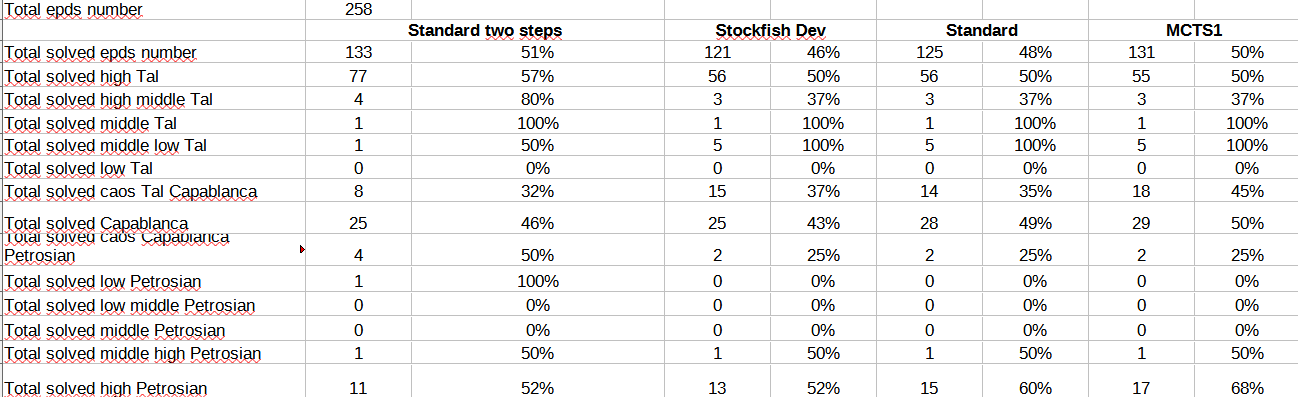 Total epds number 258
Standard two steps Stockfish Dev Standard MCTS1
Total solved epds number 133 51% 121 46% 125 48% 131 50%
Total solved high Tal 77 57% 56 50% 56 50% 55 50%
Total solved high middle Tal 4 80% 3 37% 3 37% 3 37%
Total solved middle Tal 1 100% 1 100% 1 100% 1 100%
Total solved middle low Tal 1 50% 5 100% 5 100% 5 100%
Total solved low Tal 0 0% 0 0% 0 0% 0 0%
Total solved caos Tal Capablanca 8 32% 15 37% 14 35% 18 45%
Total solved Capablanca 25 46% 25 43% 28 49% 29 50%
Total solved caos Capablanca
Petrosian 4 50% 2 25% 2 25% 2 25%
Total solved low Petrosian 1 100% 0 0% 0 0% 0 0%
Total solved low middle Petrosian 0 0% 0 0% 0 0% 0 0%
Total solved middle Petrosian 0 0% 0 0% 0 0% 0 0%
Total solved middle high Petrosian 1 50% 1 50% 1 50% 1 50%
Total solved high Petrosian 11 52% 13 52% 15 60% 17 68%